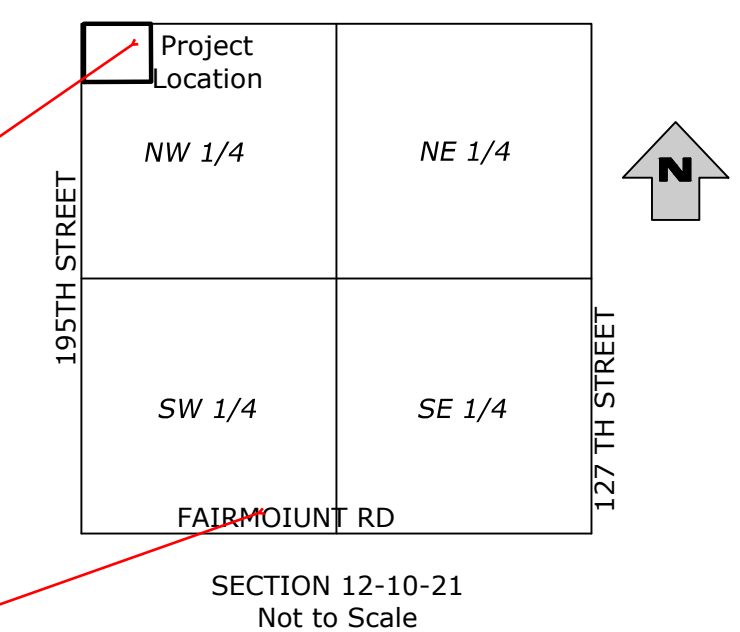 Project
Location
NW 1/4
NE 1/4
N
195TH STREET
SW 1/4
SE 1/4
127 TH STREET
FAIRMOIUNT RD
SECTION 12-10-21
Not to Scale